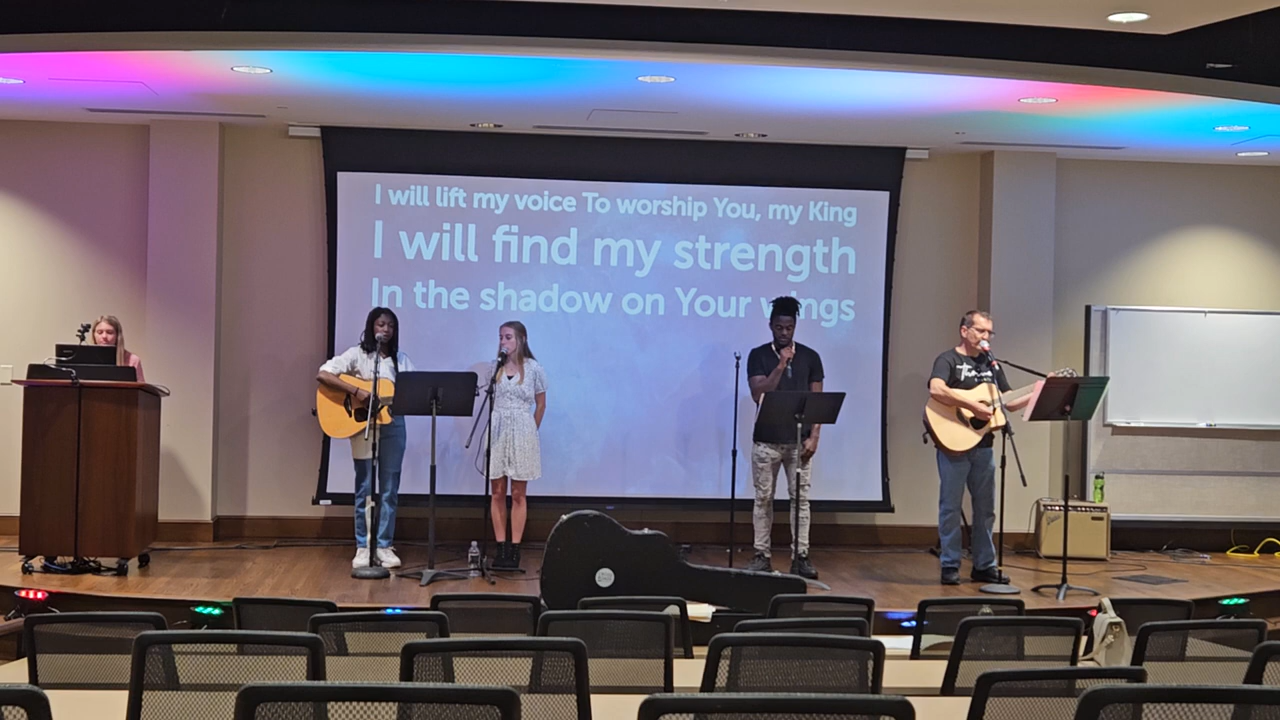 I will lift my voice To worship You, my King
I will find my strength
In the shadow on Your wings